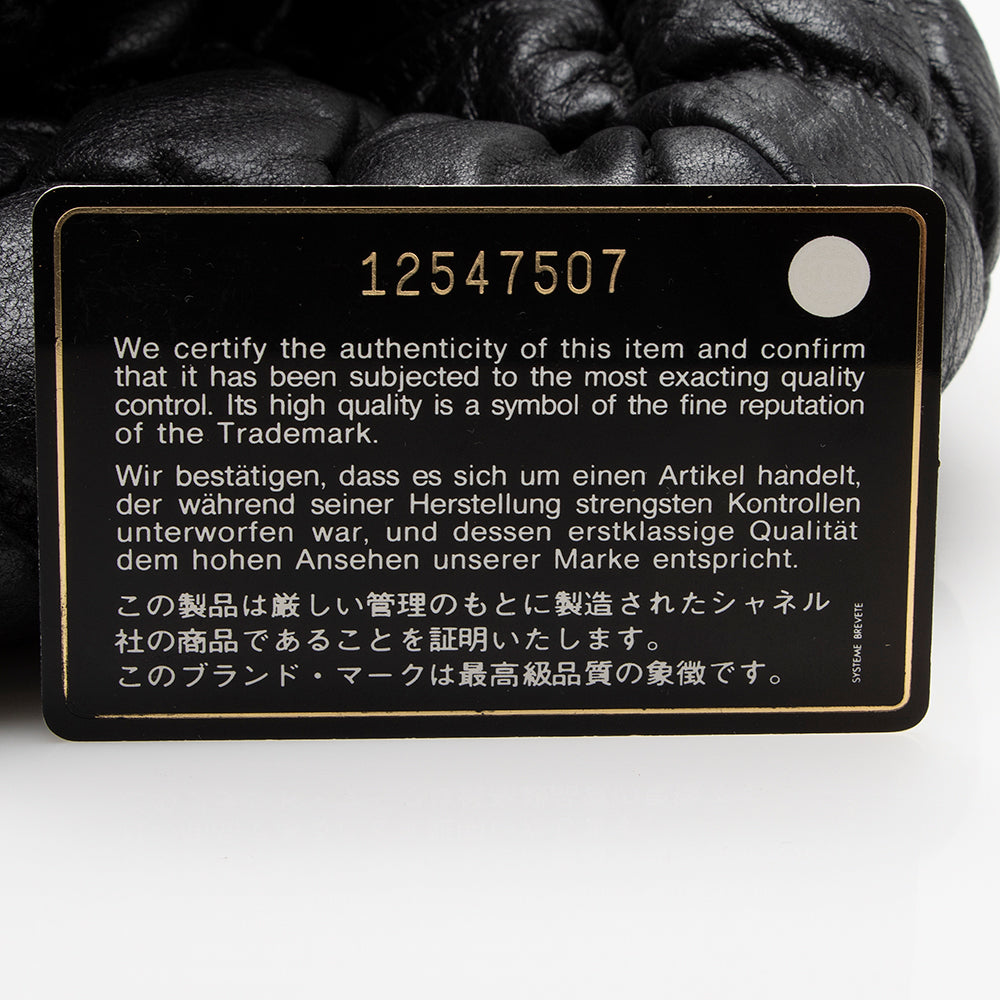 12547507
We certify the authenticity of this item and confirm
that it has been subjected to the most exacting quality
control. Its high quality is a symbol of the fine reputation
of the Trademark.
Wir bestätigen, dass es sich um einen Artikel handelt,
der während seiner Herstellung strengsten Kontrollen
unterworfen war, und dessen erstklassige Qualität
dem hohen Ansehen unserer Marke entspricht.
この製品は厳しい管理のもとに製造されたシャネル
社の商品であることを証明いたします。
このブランド・マークは最高級品質の象徴です。
SYSTEME BREVETE